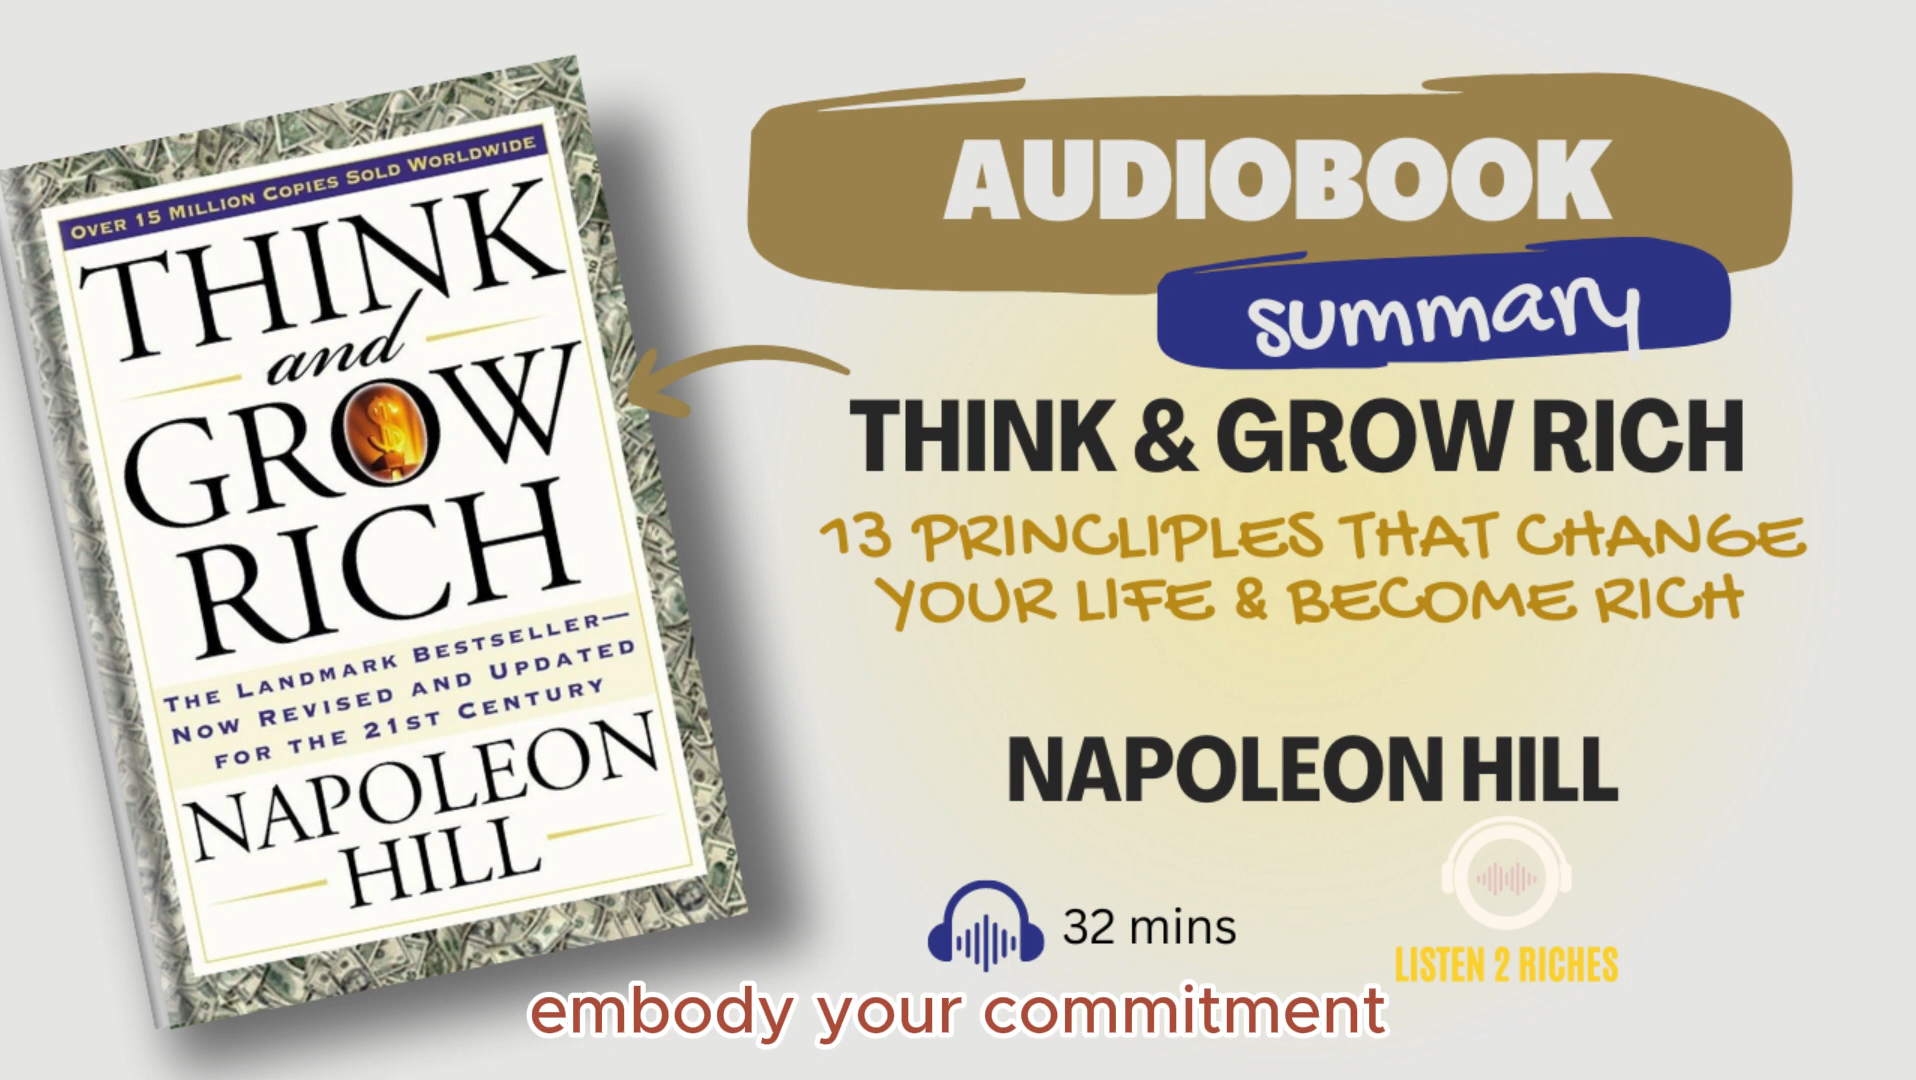 OVER 15 MILLION COPIES SOLD WORLDWIDE
THINK
and
GROW
RICH
THE LANDMARK BESTSELLER—
NOW REVISED AND UPDATED
FOR THE 21ST CENTURY
NAPOLEON
HILL
AUDIOBOOK
summary
THINK & GROW RICH
13 PRINCLIPLES THAT CHANGE
YOUR LIFE & BECOME RICH
NAPOLEON HILL
32 mins
LISTEN 2 RICHES
embody your commitment